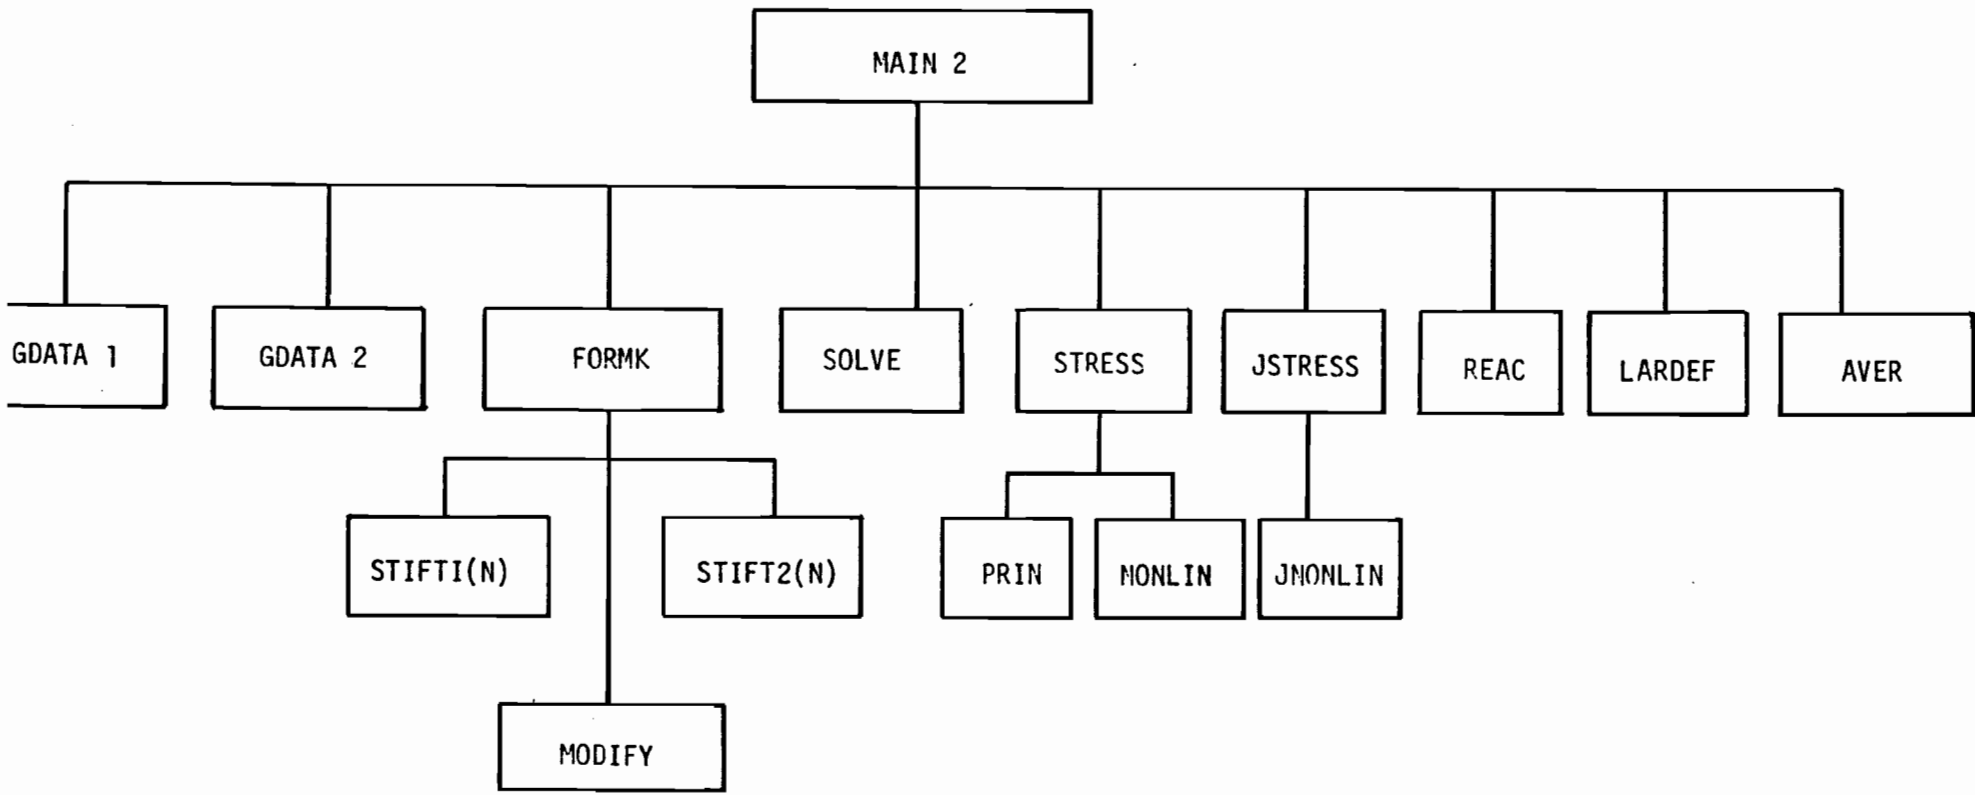 MAIN 2
GDATA 1
GDATA 2
FORMK
SOLVE
STRESS
JSTRESS
REAC
LARDEF
AVER
STIFTI(N)
STIFT2(N)
PRIN
NONLIN
JNONLIN
MODIFY